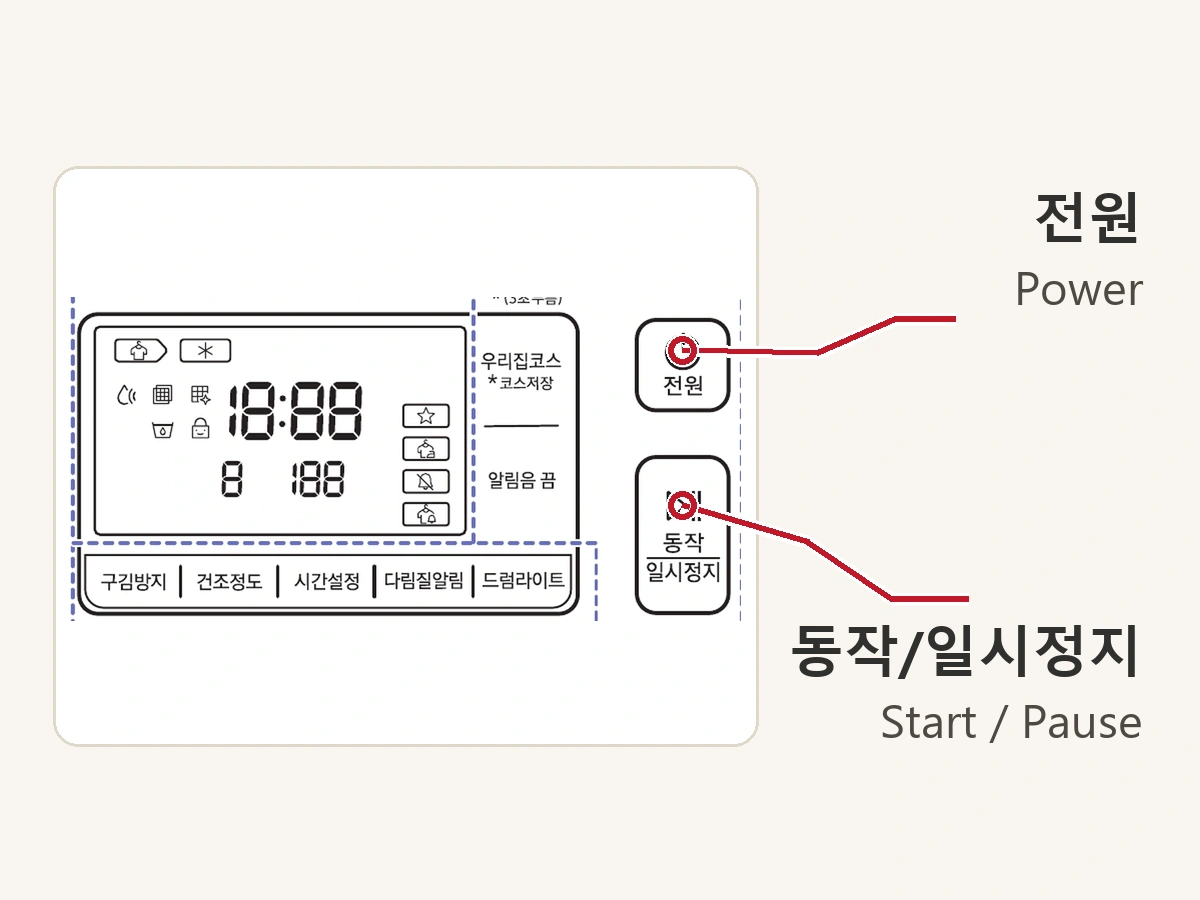 전원
Power
우리집코스
*코스저장
전원
18:88
알림음 끔
8 188
동작
일시정지
구김방지 건조정도 시간설정 다림질알림 드럼라이트
동작/일시정지
Start / Pause